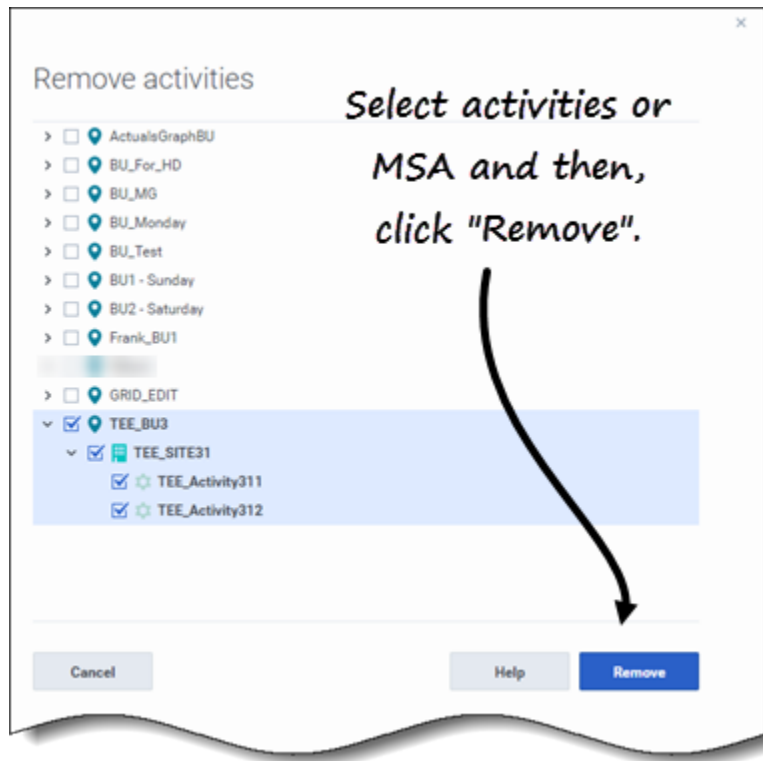 Remove activities
Select activities or
MSA and then,
click "Remove".
ActualsGraphBU
BU_For_HD
BU_MG
BU_Monday
BU_Test
BU1 - Sunday
BU2 - Saturday
Frank_BU1
GRID_EDIT
TEE_BU3
TEE_SITE31
TEE_Activity311
TEE_Activity312
Cancel
Help
Remove